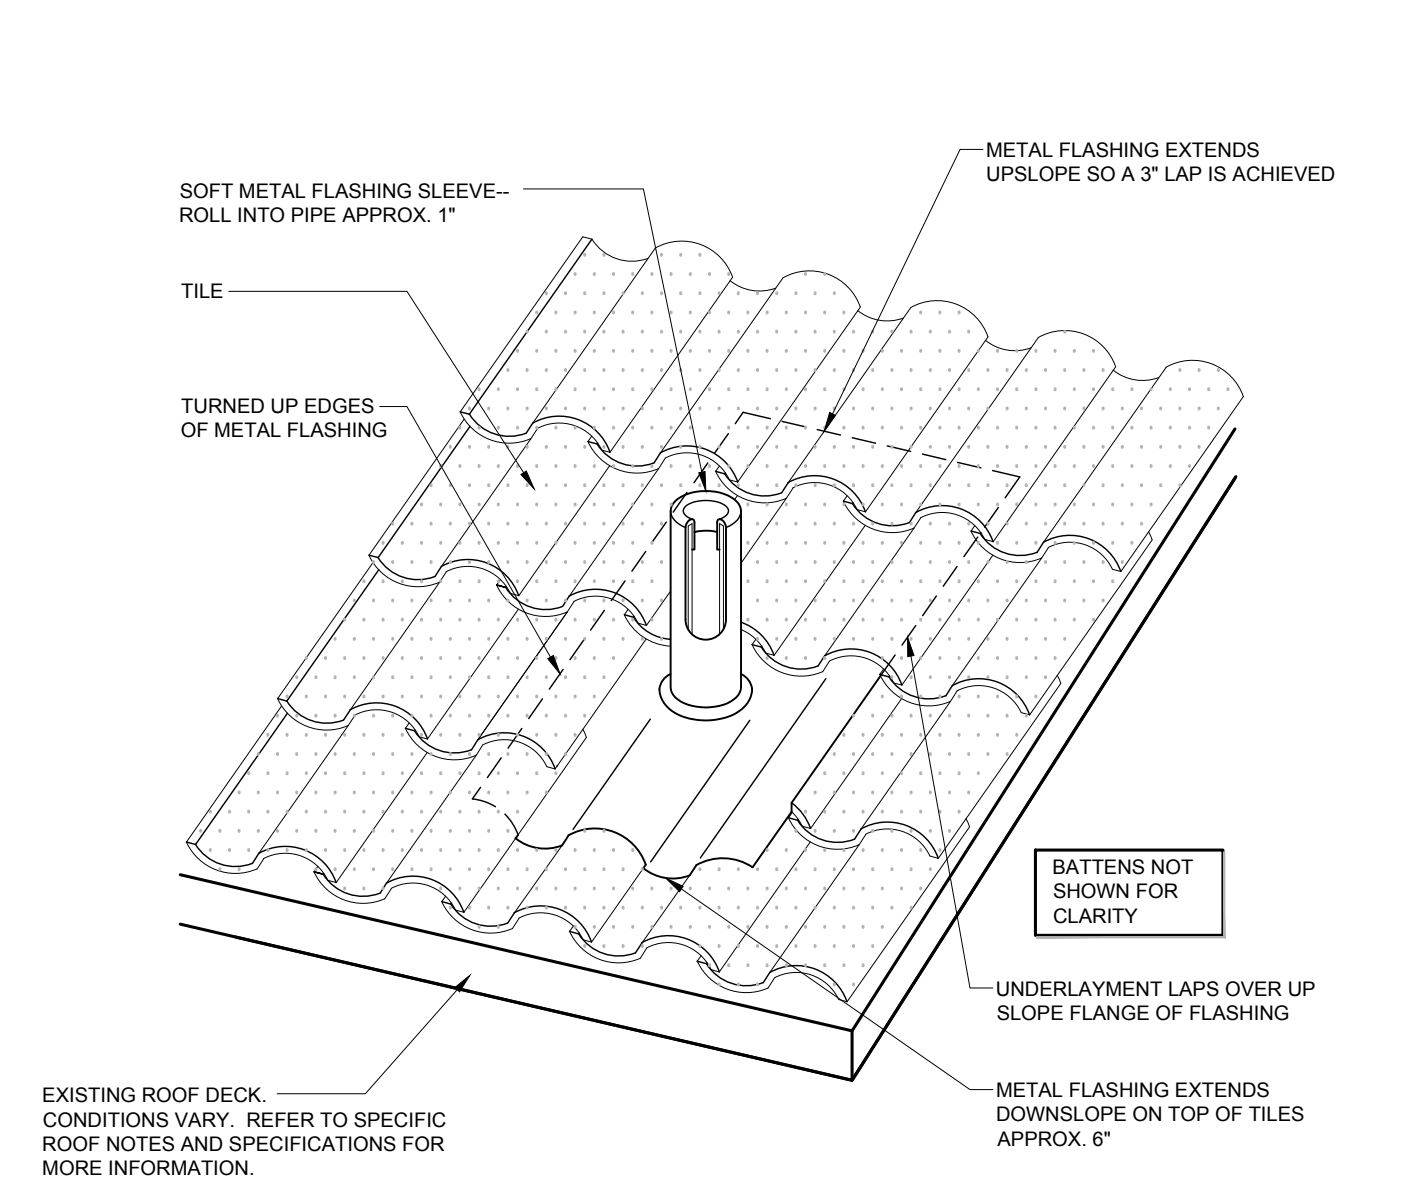 METAL FLASHING EXTENDS
UPSLOPE SO A 3" LAP IS ACHIEVED
SOFT METAL FLASHING SLEEVE--
ROLL INTO PIPE APPROX. 1"
TILE
TURNED UP EDGES
OF METAL FLASHING
BATTENS NOT
SHOWN FOR
CLARITY
UNDERLAYMENT LAPS OVER UP
SLOPE FLANGE OF FLASHING
METAL FLASHING EXTENDS
DOWNSLOPE ON TOP OF TILES
APPROX. 6"
EXISTING ROOF DECK.
CONDITIONS VARY.  REFER TO SPECIFIC
ROOF NOTES AND SPECIFICATIONS FOR
MORE INFORMATION.